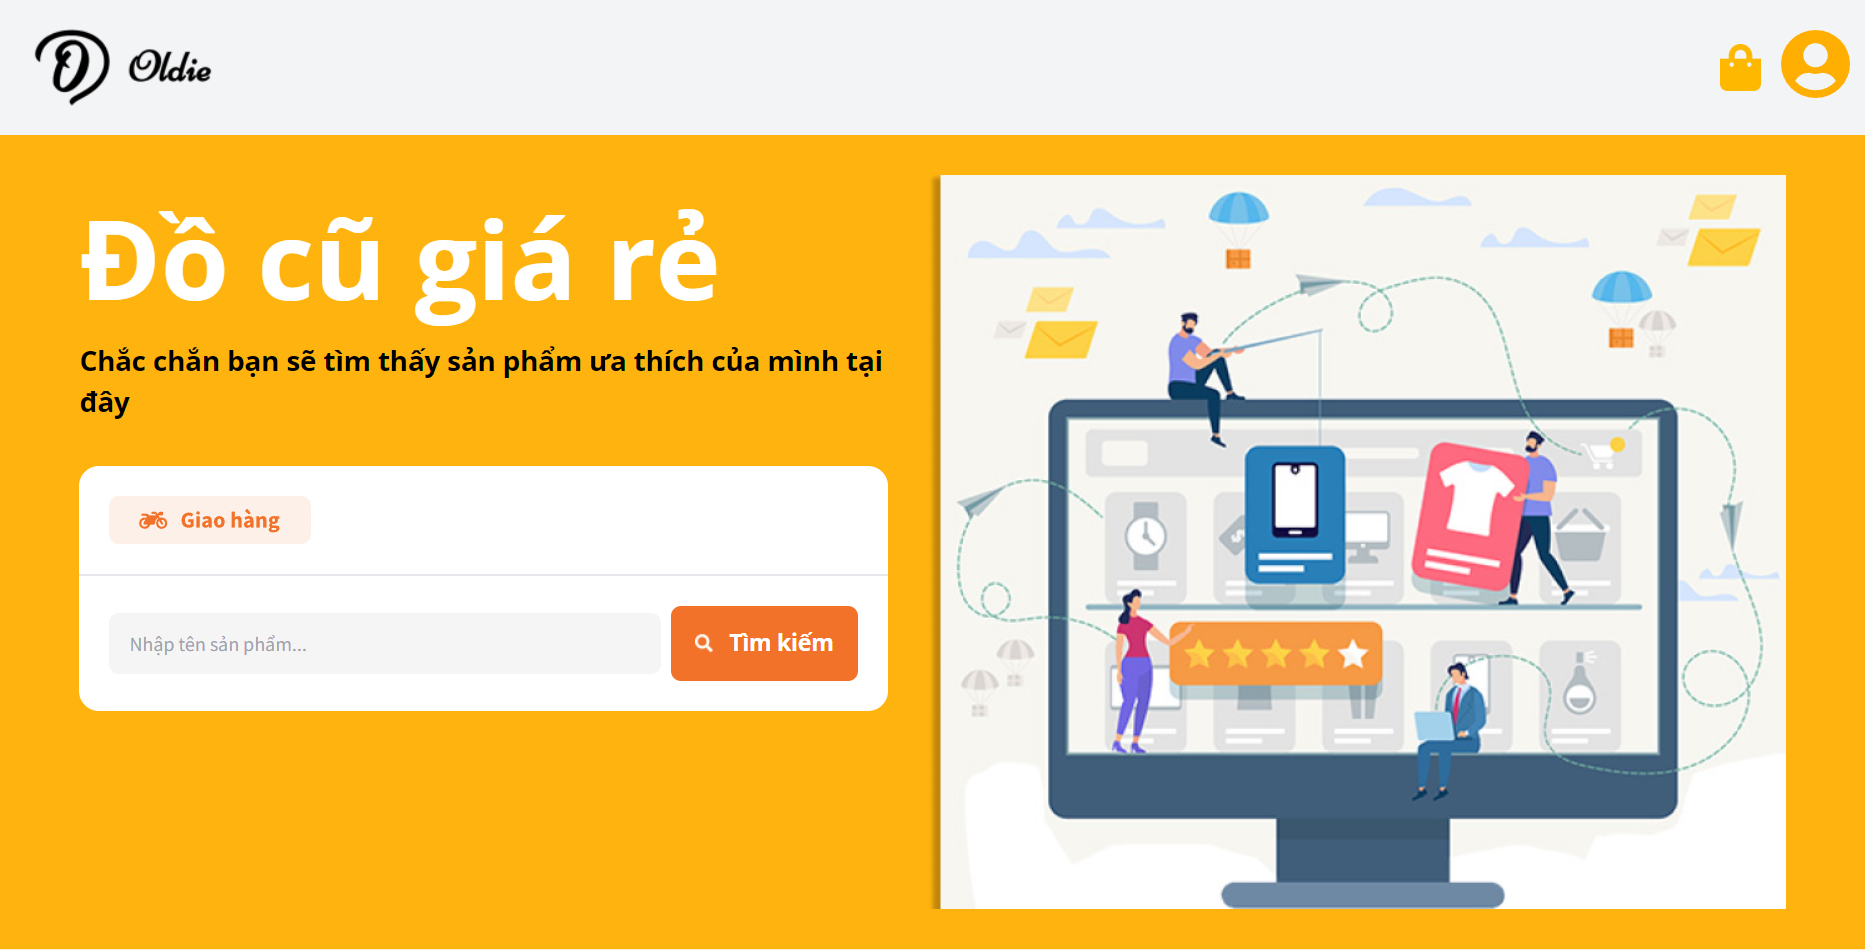 Oldie
Đồ cũ giá rẻ
Chắc chắn bạn sẽ tìm thấy sản phẩm ưa thích của mình tại
đây
Giao hàng
Nhập tên sản phẩm...
Tìm kiếm